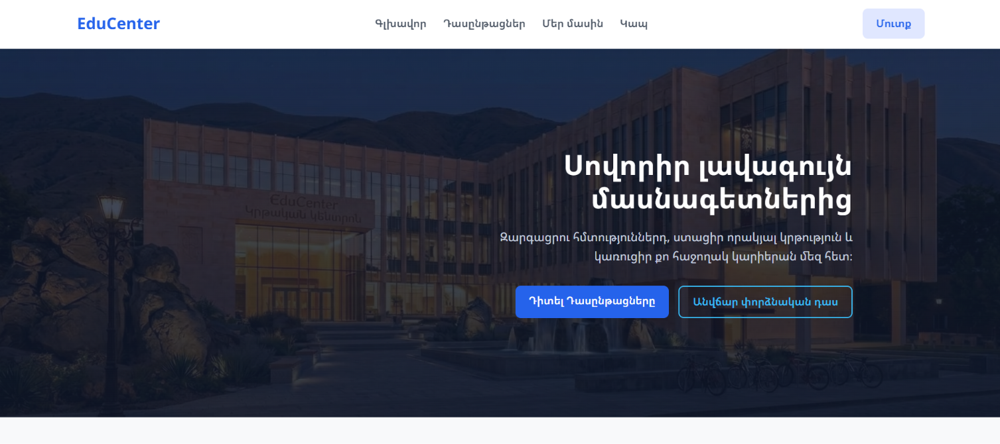 EduCenter
Գլխավոր Դասընթացներ Մեր մասին Կապ
Մուտք
EduCenter
Կրթական կենտրոն
Սովորիր լավագույն
մասնագետներից
Զարգացրու հմտություններդ, ստացիր որակյալ կրթություն և
կառուցիր քո հաջողակ կարիերան մեզ հետ։
Դիտել Դասընթացները
Անվճար փորձնական դաս